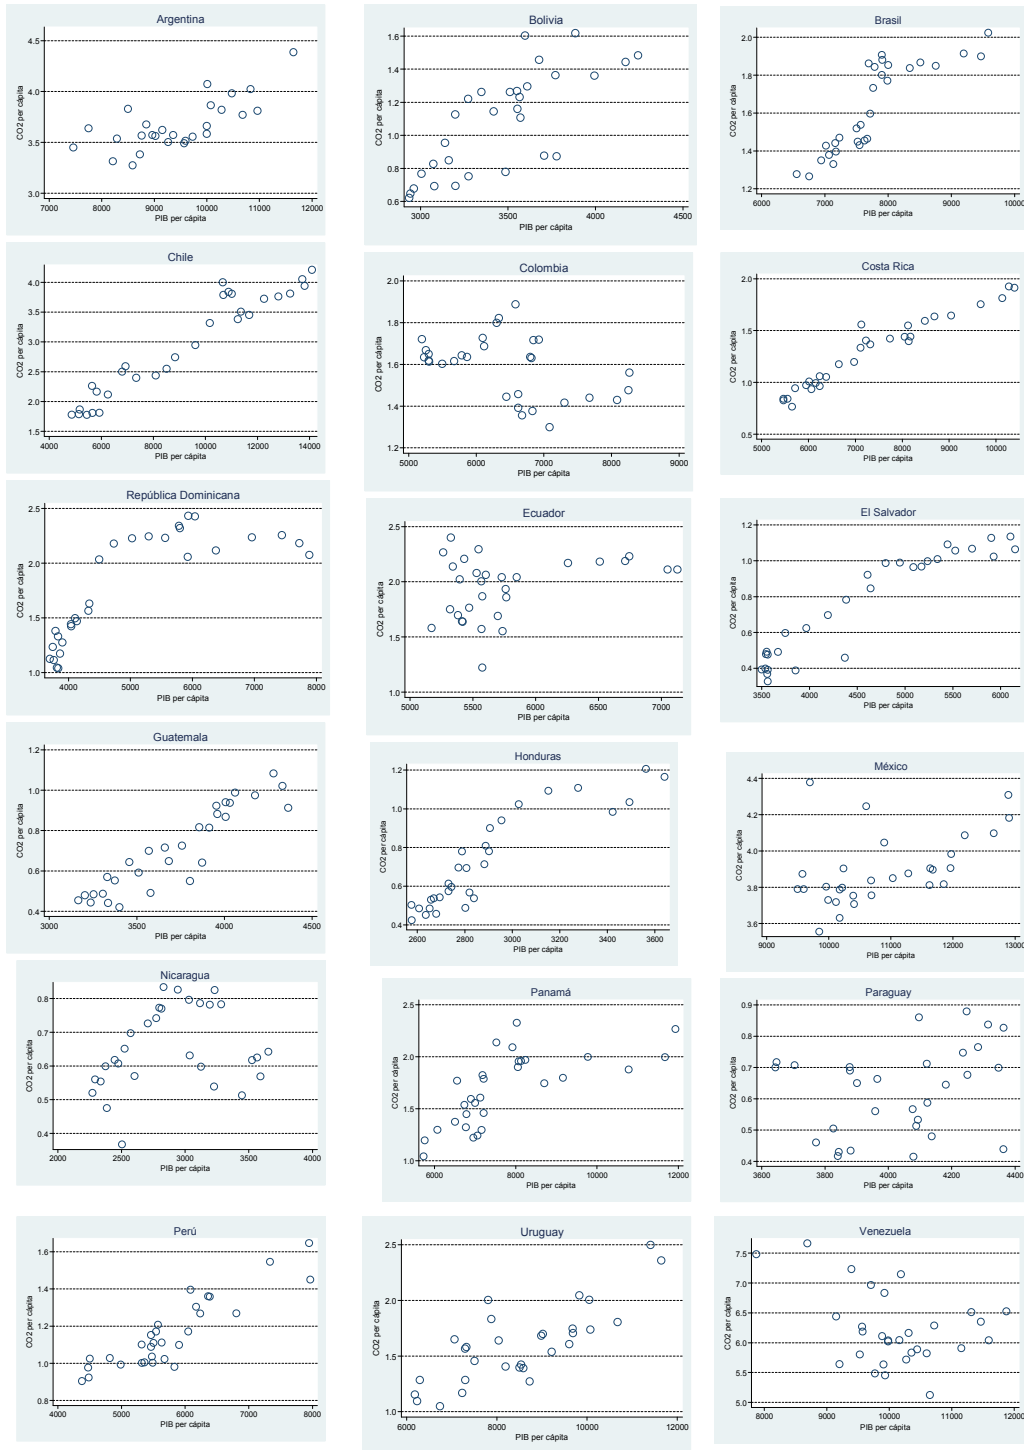 Argentina
CO2 per cápita
4.5
4.0
3.5
3.0
7000 8000 9000 10000 11000 12000
PIB per cápita
Bolivia
CO2 per cápita
1.6
1.4
1.2
1.0
0.8
0.6
3000 3500 4000 4500
PIB per cápita
Brasil
CO2 per cápita
2.0
1.8
1.6
1.4
1.2
6000 7000 8000 9000 10000
PIB per cápita
Chile
CO2 per cápita
4.0
3.5
3.0
2.5
2.0
1.5
4000 6000 8000 10000 12000 14000
PIB per cápita
Colombia
CO2 per cápita
2.0
1.8
1.6
1.4
1.2
5000 6000 7000 8000 9000
PIB per cápita
Costa Rica
CO2 per cápita
2.0
1.5
1.0
0.5
5000 6000 7000 8000 9000 10000
PIB per cápita
República Dominicana
CO2 per cápita
2.5
2.0
1.5
1.0
4000 5000 6000 7000 8000
PIB per cápita
Ecuador
CO2 per cápita
2.5
2.0
1.5
1.0
5000 5500 6000 6500 7000
PIB per cápita
El Salvador
CO2 per cápita
1.2
1.0
0.8
0.6
0.4
3500 4000 4500 5000 5500 6000
PIB per cápita
Guatemala
CO2 per cápita
1.2
1.0
0.8
0.6
0.4
3000 3500 4000 4500
PIB per cápita
Honduras
CO2 per cápita
1.2
1.0
0.8
0.6
0.4
2600 2800 3000 3200 3400 3600
PIB per cápita
México
CO2 per cápita
4.4
4.2
4.0
3.8
3.6
9000 10000 11000 12000 13000
PIB per cápita
Nicaragua
CO2 per cápita
0.8
0.7
0.6
0.5
0.4
2000 2500 3000 3500 4000
PIB per cápita
Panamá
CO2 per cápita
2.5
2.0
1.5
1.0
6000 8000 10000 12000
PIB per cápita
Paraguay
CO2 per cápita
0.9
0.8
0.7
0.6
0.5
0.4
3600 3800 4000 4200 4400
PIB per cápita
Perú
CO2 per cápita
1.6
1.4
1.2
1.0
0.8
4000 5000 6000 7000 8000
PIB per cápita
Uruguay
CO2 per cápita
2.5
2.0
1.5
1.0
6000 8000 10000 12000
PIB per cápita
Venezuela
CO2 per cápita
7.5
7.0
6.5
6.0
5.5
5.0
8000 9000 10000 11000 12000
PIB per cápita